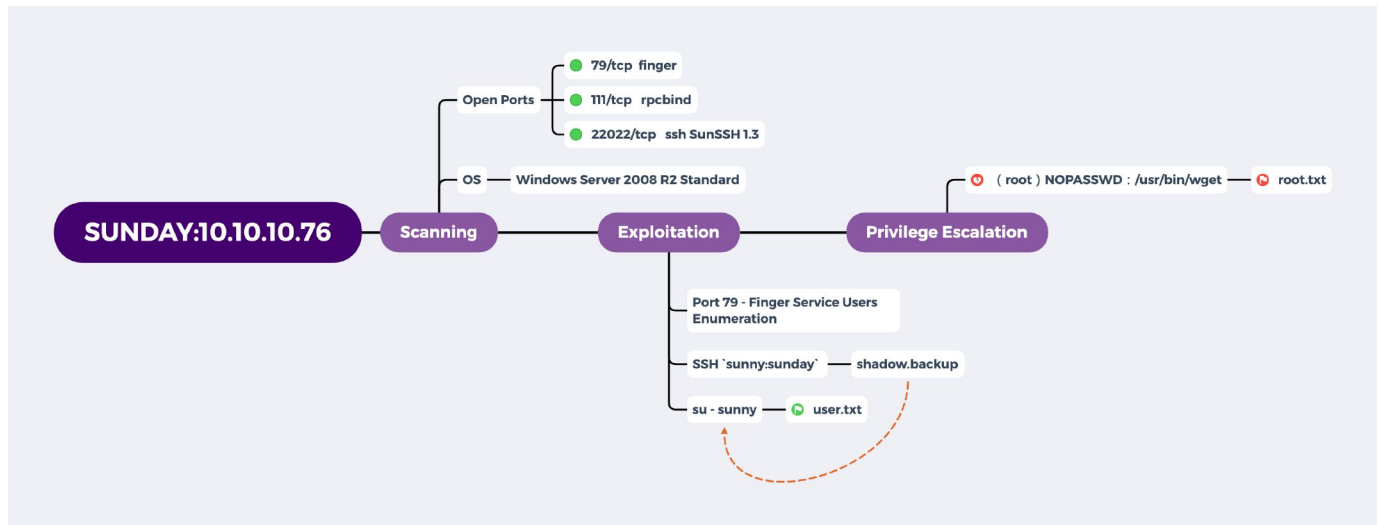 SUNDAY:10.10.10.76
Scanning
Open Ports
79/tcp finger
111/tcp rpcbind
22022/tcp ssh SunSSH 1.3
OS
Windows Server 2008 R2 Standard
Exploitation
Port 79 - Finger Service Users
Enumeration
SSH `sunny:sunday`
shadow.backup
su - sunny
user.txt
Privilege Escalation
( root ) NOPASSWD : /usr/bin/wget
root.txt